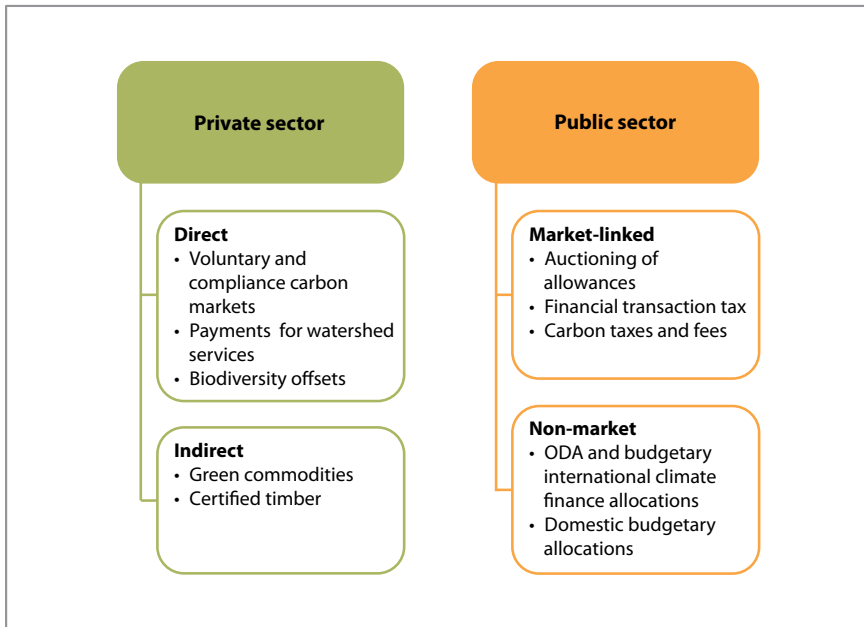 Private sector
Direct
• Voluntary and
compliance carbon
markets
• Payments for watershed
services
• Biodiversity offsets
Indirect
• Green commodities
• Certified timber
Public sector
Market-linked
• Auctioning of
allowances
• Financial transaction tax
• Carbon taxes and fees
Non-market
• ODA and budgetary
international climate
finance allocations
• Domestic budgetary
allocations